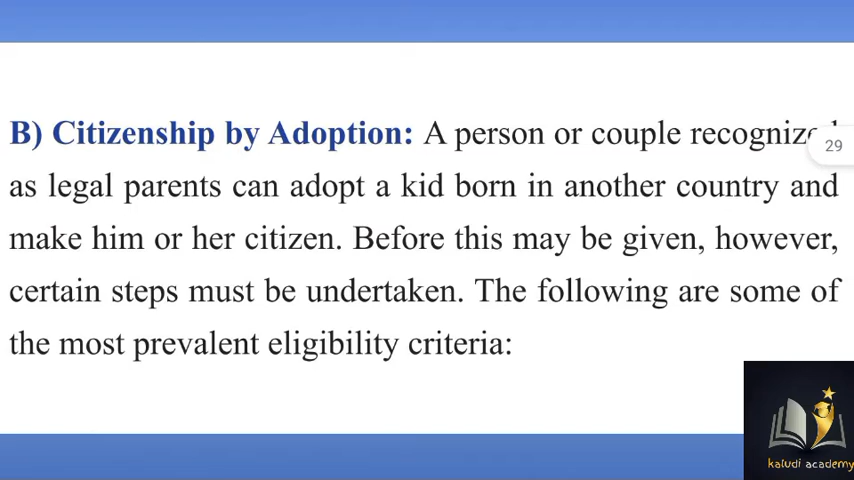 B) Citizenship by Adoption: A person or couple recognized
29
as legal parents can adopt a kid born in another country and
make him or her citizen. Before this may be given, however,
certain steps must be undertaken. The following are some of
the most prevalent eligibility criteria:
kaludi academy